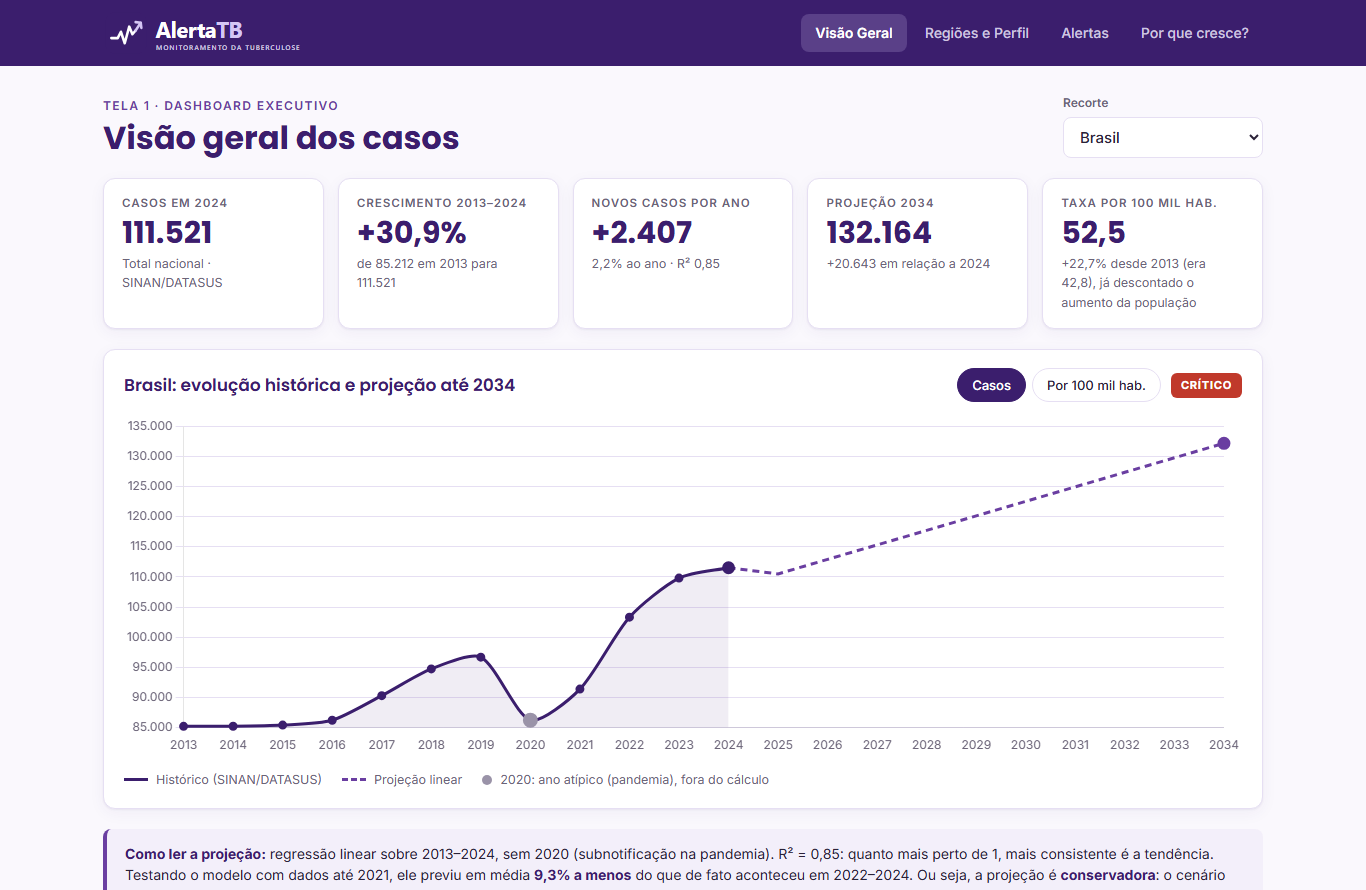 AlertaTB
MONITORAMENTO DA TUBERCULOSE
Visão Geral
Regiões e Perfil
Alertas
Por que cresce?
TELA 1 · DASHBOARD EXECUTIVO
Visão geral dos casos
Recorte
Brasil
CASOS EM 2024
111.521
Total nacional ·
SINAN/DATASUS
CRESCIMENTO 2013–2024
+30,9%
de 85.212 em 2013 para
111.521
NOVOS CASOS POR ANO
+2.407
2,2% ao ano · R² 0,85
PROJEÇÃO 2034
132.164
+20.643 em relação a 2024
TAXA POR 100 MIL HAB.
52,5
+22,7% desde 2013 (era
42,8), já descontado o
aumento da população
Brasil: evolução histórica e projeção até 2034
Casos
Por 100 mil hab.
CRÍTICO
135.000
130.000
125.000
120.000
115.000
110.000
105.000
100.000
95.000
90.000
85.000
2013 2014 2015 2016 2017 2018 2019 2020 2021 2022 2023 2024 2025 2026 2027 2028 2029 2030 2031 2032 2033 2034
Histórico (SINAN/DATASUS)
Projeção linear
2020: ano atípico (pandemia), fora do cálculo
Como ler a projeção: regressão linear sobre 2013–2024, sem 2020 (subnotificação na pandemia). R² = 0,85: quanto mais perto de 1, mais consistente é a tendência.
Testando o modelo com dados até 2021, ele previu em média 9,3% a menos do que de fato aconteceu em 2022–2024. Ou seja, a projeção é conservadora: o cenário